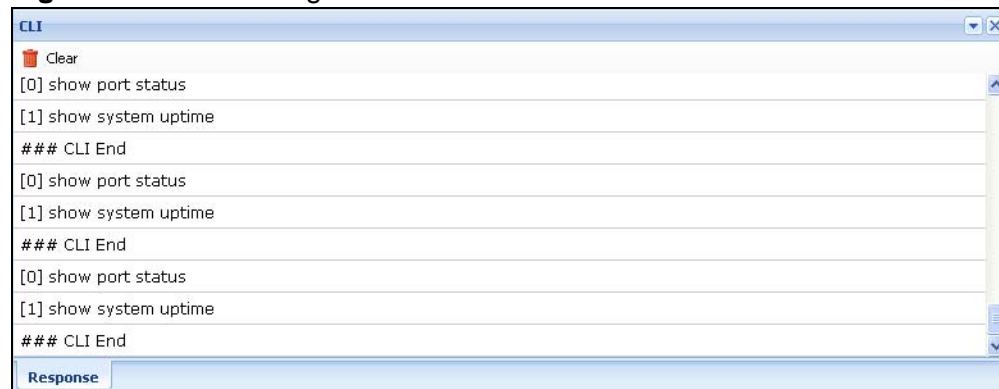 CLI
Clear
[0] show port status
[1] show system uptime
### CLI End
[0] show port status
[1] show system uptime
### CLI End
[0] show port status
[1] show system uptime
### CLI End
Response